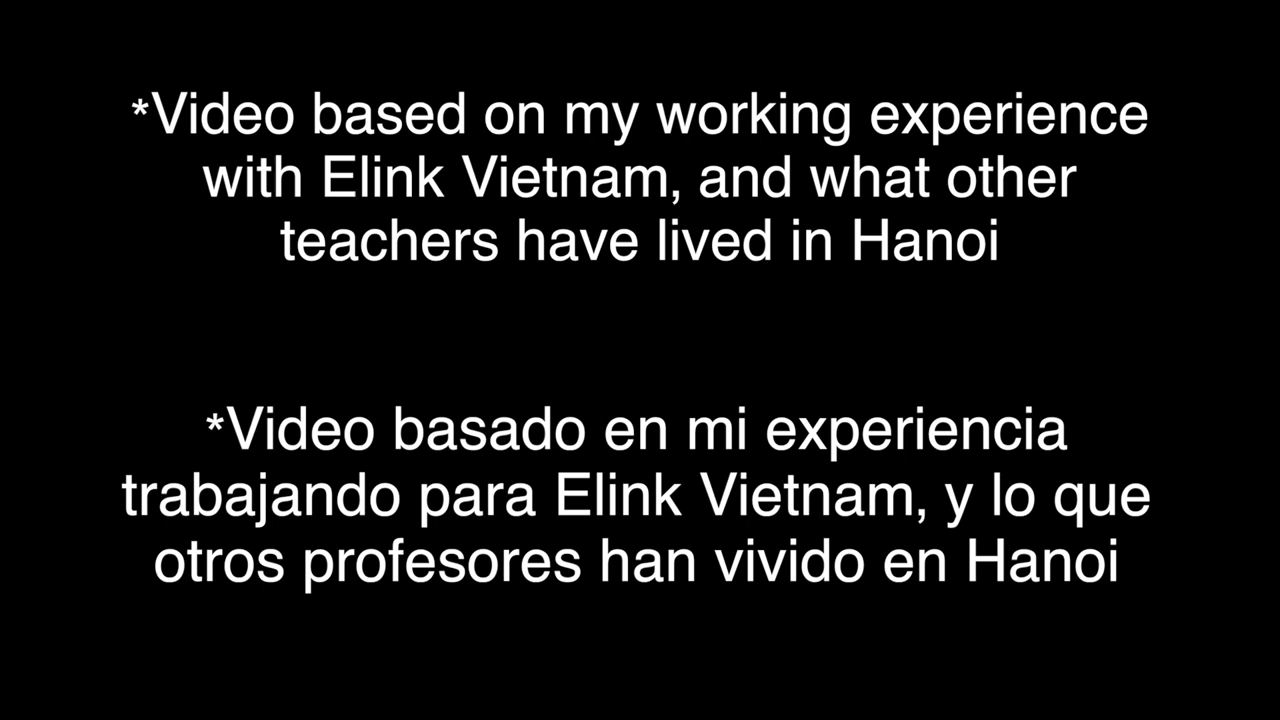 *Video based on my working experience
with Elink Vietnam, and what other
teachers have lived in Hanoi
*Video basado en mi experiencia
trabajando para Elink Vietnam, y lo que
otros profesores han vivido en Hanoi